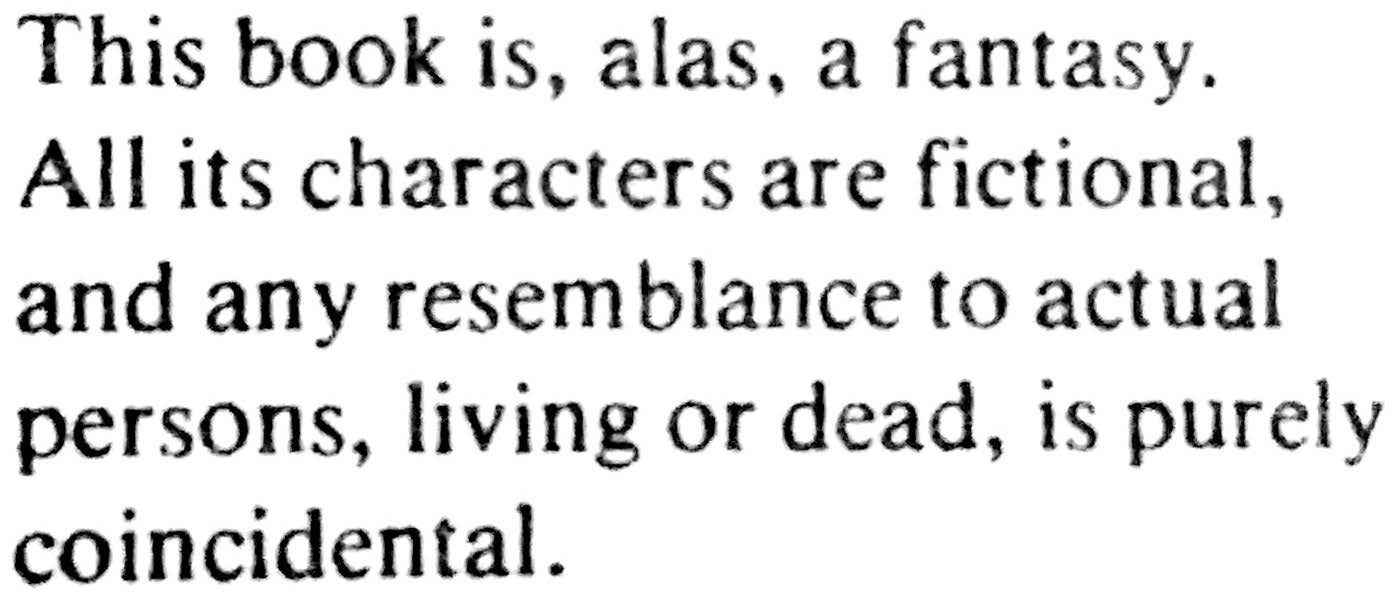 This book is, alas, a fantasy.
All its characters are fictional,
and any resemblance to actual
persons, living or dead, is purely
coincidental.